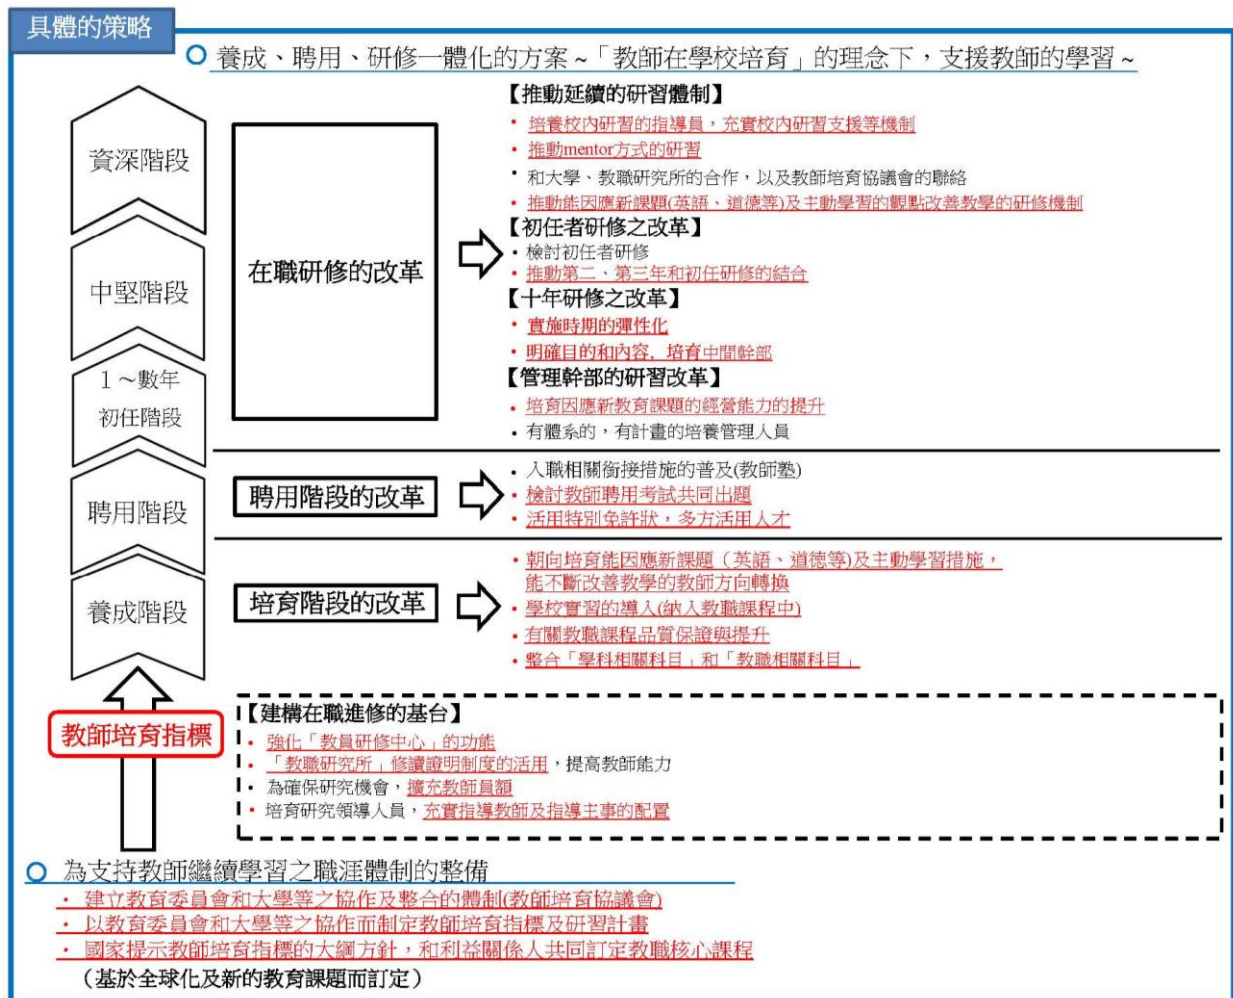 具體的策略
養成、聘用、研修一體化的方案~「教師在學校培育」的理念下，支援教師的學習~
資深階段
中堅階段
1～數年
初任階段
聘用階段
養成階段
教師培育指標
在職研修的改革
【推動延續的研習體制】
• 培養校內研習的指導員，充實校內研習支援等機制
• 推動mentor方式的研習
• 和大學、教職研究所的合作，以及教師培育協議會的聯絡
• 推動能因應新課題(英語、道德等)及主動學習的觀點改善教學的研修機制
【初任者研修之改革】
• 檢討初任者研修
• 推動第二、第三年和初任研修的結合
【十年研修之改革】
• 實施時期的彈性化
• 明確目的和內容，培育中間幹部
【管理幹部的研習改革】
• 培育因應新教育課題的經營能力的提升
• 有體系的，有計畫的培養管理人員
聘用階段的改革
• 入職相關銜接措施的普及(教師塾)
• 檢討教師聘用考試共同出題
• 活用特別免許狀，多方活用人才
培育階段的改革
• 朝向培育能因應新課題（英語、道德等)及主動學習措施，
能不斷改善教學的教師方向轉換
• 學校實習的導入(納入教職課程中)
• 有關教職課程品質保證與提升
• 整合「學科相關科目」和「教職相關科目」
【建構在職進修的基台】
• 強化「教員研修中心」的功能
• 「教職研究所」修讀證明制度的活用，提高教師能力
• 為確保研究機會，擴充教師員額
• 培育研究領導人員，充實指導教師及指導主事的配置
為支持教師繼續學習之職涯體制的整備
• 建立教育委員會和大學等之協作及整合的體制(教師培育協議會)
• 以教育委員會和大學等之協作而制定教師培育指標及研習計畫
• 國家提示教師培育指標的大綱方針，和利益關係人共同訂定教職核心課程
（基於全球化及新的教育課題而訂定）